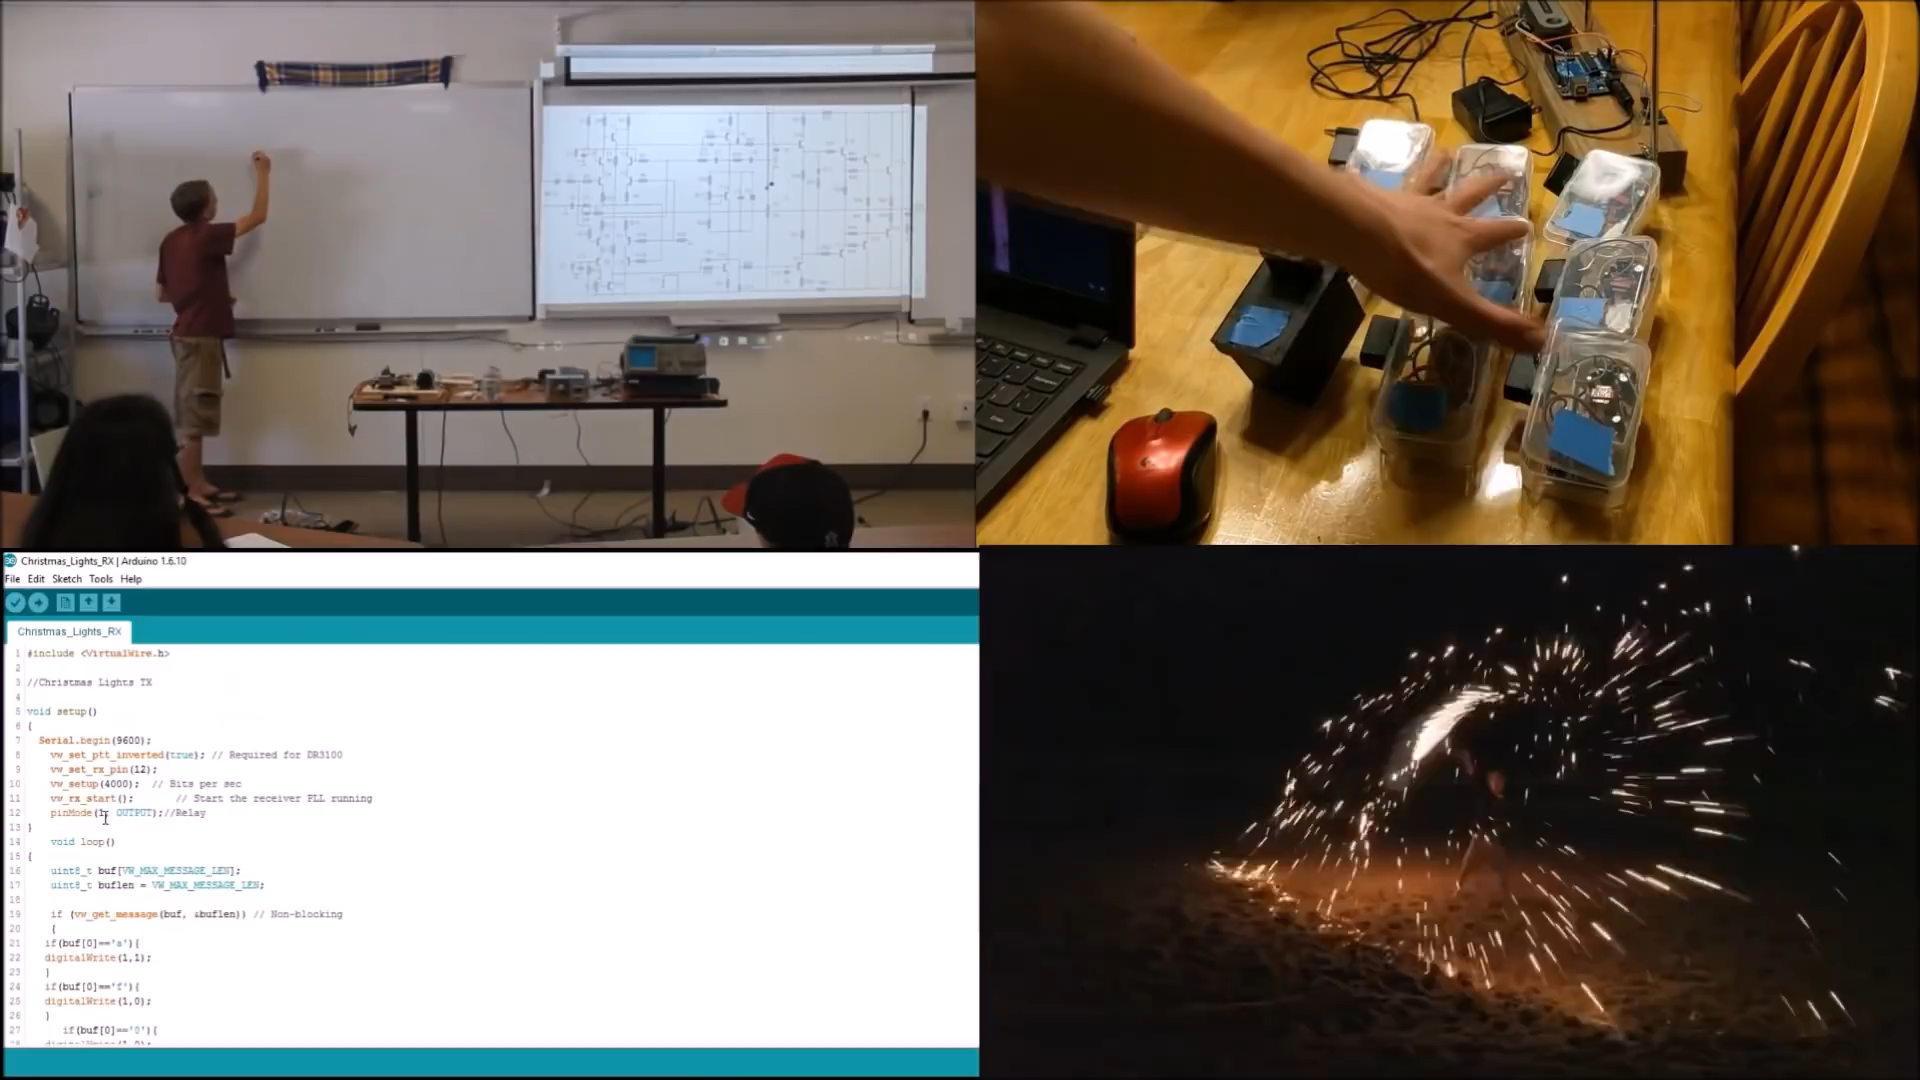 Christmas_Lights_RX | Arduino 1.6.10
File Edit Sketch Tools Help
Christmas_Lights_RX
1 #include <VirtualWire.h>
2
3 //Christmas Lights TX
4
5 void setup()
6 {
7 Serial.begin(9600);
8 vw_set_ptt_inverted(true); // Required for DR3100
9 vw_set_rx_pin(12);
10 vw_setup(4000); // Bits per sec
11 vw_rx_start(); // Start the receiver PLL running
12 pinMode(1, OUTPUT);//Relay
13 }
14 void loop()
15 {
16 uint8_t buf[VW_MAX_MESSAGE_LEN];
17 uint8_t buflen = VW_MAX_MESSAGE_LEN;
18
19 if (vw_get_message(buf, &buflen)) // Non-blocking
20 {
21 if(buf[0]=='a'){
22 digitalWrite(1,1);
23 }
24 if(buf[0]=='f'){
25 digitalWrite(1,0);
26 }
27 if(buf[0]=='0'){